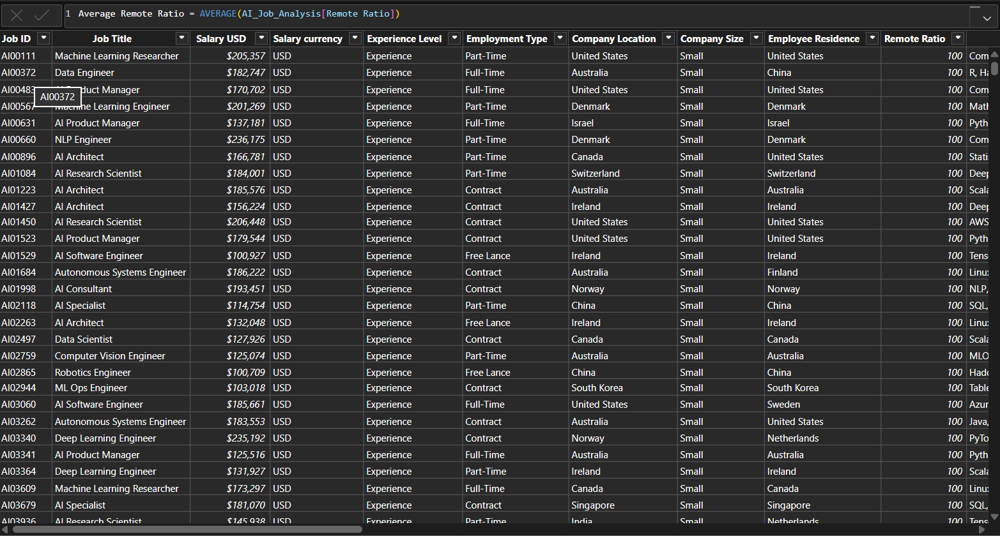 1 Average Remote Ratio = AVERAGE(AI_Job_Analysis[Remote Ratio])
Job ID Job Title Salary USD Salary currency Experience Level Employment Type Company Location Company Size Employee Residence Remote Ratio
AI00111 Machine Learning Researcher $205,357 USD Experience Part-Time United States Small United States 100 Com
AI00372 Data Engineer $182,747 USD Experience Full-Time Australia Small China 100 R, Ha
AI00483 Product Manager $170,702 USD Experience Full-Time United States Small United States 100 Com
AI00372
AI00567 Machine Learning Engineer $201,269 USD Experience Part-Time Denmark Small Denmark 100 Math
AI00631 AI Product Manager $137,181 USD Experience Full-Time Israel Small Israel 100 Pyth
AI00660 NLP Engineer $236,175 USD Experience Part-Time Denmark Small Denmark 100 Com
AI00896 AI Architect $166,781 USD Experience Part-Time Canada Small United States 100 Stati
AI01084 AI Research Scientist $184,001 USD Experience Part-Time Switzerland Small Switzerland 100 Deep
AI01223 AI Architect $185,576 USD Experience Contract Australia Small Australia 100 Scala
AI01427 AI Architect $156,224 USD Experience Contract Ireland Small Ireland 100 Deep
AI01450 AI Research Scientist $206,448 USD Experience Contract United States Small United States 100 AWS
AI01523 AI Product Manager $179,544 USD Experience Contract United States Small United States 100 Pyth
AI01529 AI Software Engineer $100,927 USD Experience Free Lance Ireland Small Ireland 100 Tens
AI01684 Autonomous Systems Engineer $186,222 USD Experience Contract Australia Small Finland 100 Linux
AI01998 AI Consultant $193,451 USD Experience Contract Norway Small Norway 100 NLP,
AI02118 AI Specialist $114,754 USD Experience Part-Time China Small China 100 SQL,
AI02263 AI Architect $132,048 USD Experience Free Lance Ireland Small Ireland 100 Linux
AI02497 Data Scientist $127,926 USD Experience Contract Canada Small Canada 100 Scala
AI02759 Computer Vision Engineer $125,074 USD Experience Part-Time Australia Small Australia 100 MLO
AI02865 Robotics Engineer $100,709 USD Experience Free Lance China Small China 100 Hado
AI02944 ML Ops Engineer $103,018 USD Experience Contract South Korea Small South Korea 100 Table
AI03060 AI Software Engineer $185,661 USD Experience Full-Time United States Small Sweden 100 Azur
AI03262 Autonomous Systems Engineer $183,553 USD Experience Contract Australia Small United States 100 Java,
AI03340 Deep Learning Engineer $235,192 USD Experience Contract Norway Small Netherlands 100 PyTo
AI03341 AI Product Manager $125,516 USD Experience Full-Time Australia Small Australia 100 Pyth
AI03364 Deep Learning Engineer $131,927 USD Experience Part-Time Ireland Small Ireland 100 Scala
AI03609 Machine Learning Researcher $173,297 USD Experience Full-Time Canada Small Canada 100 Linux
AI03679 AI Specialist $181,070 USD Experience Contract Singapore Small Singapore 100 SQL,
AI03936 AI Research Scientist $145,938 USD Experience Part-Time India Small United States 100 Tens